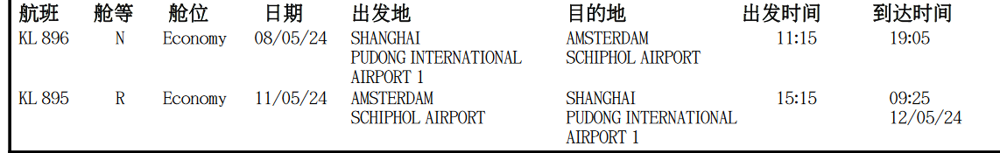 航班 舱等 舱位 日期 出发地 目的地 出发时间 到达时间
KL 896 N Economy 08/05/24 SHANGHAI AMSTERDAM 11:15 19:05
PUDONG INTERNATIONAL SCHIPHOL AIRPORT
AIRPORT 1
KL 895 R Economy 11/05/24 AMSTERDAM SHANGHAI 15:15 09:25
SCHIPHOL AIRPORT PUDONG INTERNATIONAL 12/05/24
AIRPORT 1